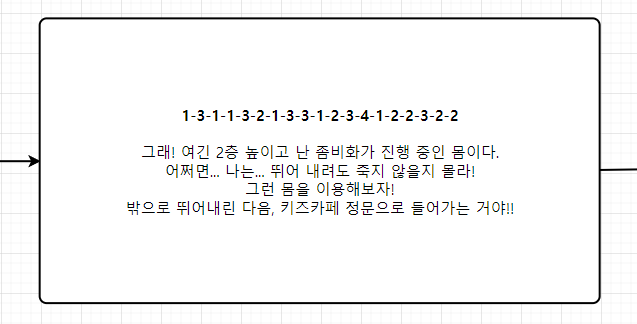 1-3-1-1-3-2-1-3-3-1-2-3-4-1-2-2-3-2-2
그래! 여긴 2층 높이고 난 좀비화가 진행 중인 몸이다.
어쩌면... 나는... 뛰어 내려도 죽지 않을지 몰라!
그런 몸을 이용해보자!
밖으로 뛰어내린 다음, 키즈카페 정문으로 들어가는 거야!!